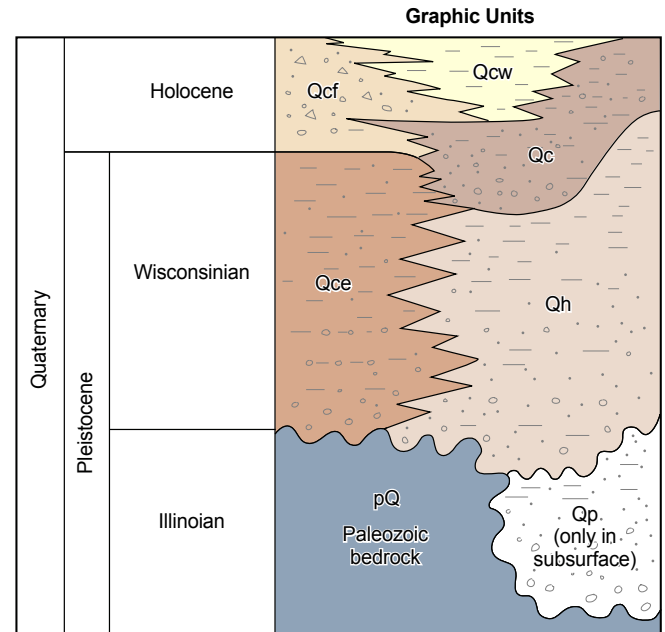 Graphic Units
Quaternary
Holocene
Pleistocene
Wisconsinian
Illinoian
Qcf
Qcw
Qc
Qce
Qh
pQ
Paleozoic
bedrock
Qp
(only in
subsurface)